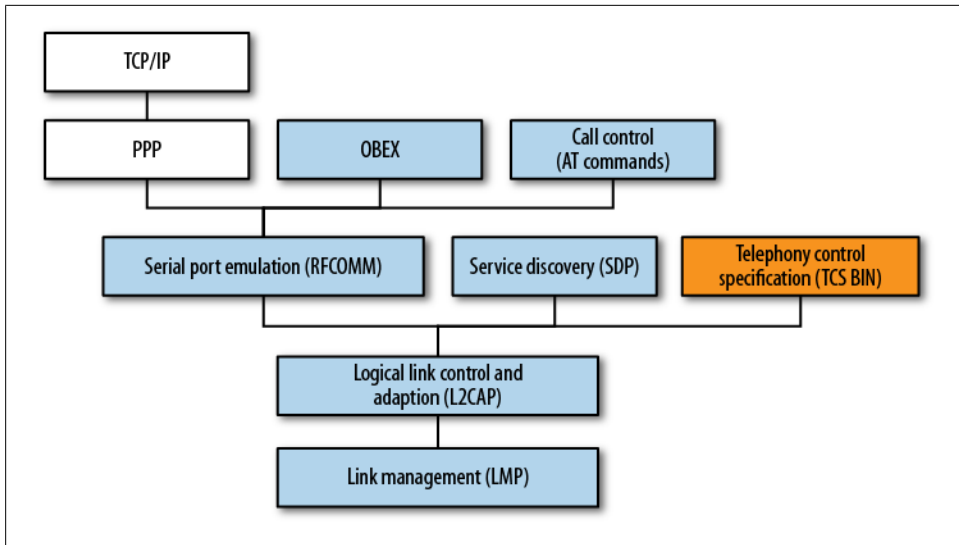 TCP/IP
PPP
OBEX
Call control
(AT commands)
Serial port emulation (RFCOMM)
Service discovery (SDP)
Telephony control
specification (TCS BIN)
Logical link control and
adaption (L2CAP)
Link management (LMP)